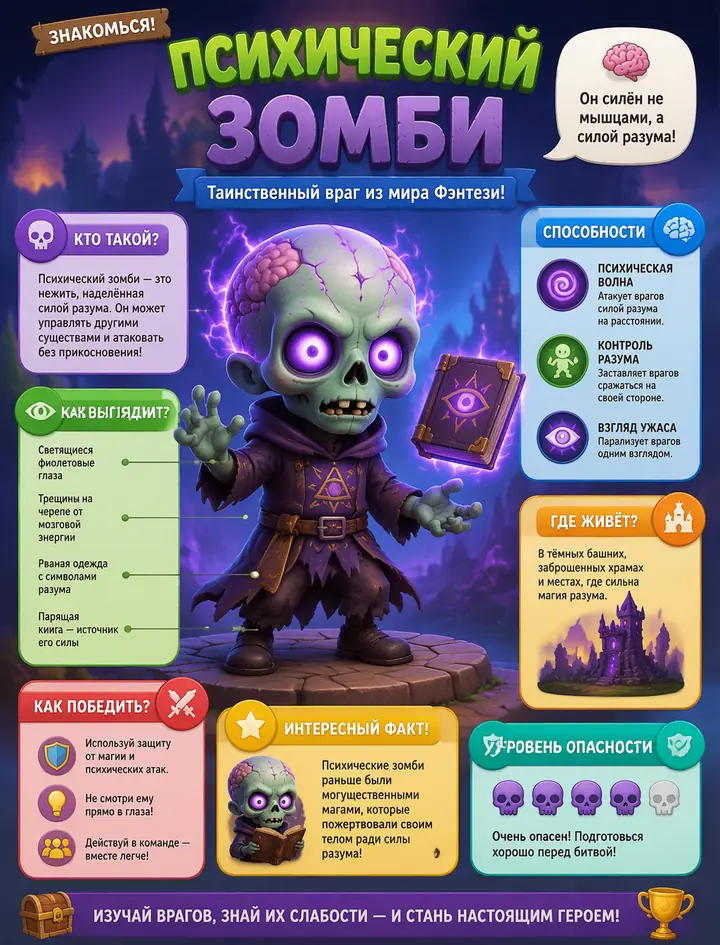 ЗНАКОМЬСЯ!
ПСИХИЧЕСКИЙ
ЗОМБИ
Таинственный враг из мира Фэнтези!
Он силён не
мышцами, а
силой разума!
КТО ТАКОЙ?
Психический зомби — это
нежить, наделённая
силой разума. Он может
управлять другими
существами и атаковать
без прикосновения!
КАК ВЫГЛЯДИТ?
Светящиеся
фиолетовые
глаза
Трещины на
черепе от
мозговой
энергии
Рваная одежда
с символами
разума
Парящая
книга — источник
его силы
СПОСОБНОСТИ
ПСИХИЧЕСКАЯ
ВОЛНА
Атакует врагов
силой разума
на расстоянии.
КОНТРОЛЬ
РАЗУМА
Заставляет врагов
сражаться на
своей стороне.
ВЗГЛЯД УЖАСА
Парализует врагов
одним взглядом.
ГДЕ ЖИВЁТ?
В тёмных башних,
заброшенных храмах
и местах, где сильна
магия разума.
КАК ПОБЕДИТЬ?
Используй защиту
от магии и
психических атак.
Не смотри ему
прямо в глаза!
Действуй в команде —
вместе легче!
ИНТЕРЕСНЫЙ ФАКТ!
Психические зомби
раньше были
могущественными
магами, которые
пожертвовали своим
телом ради силы
разума!
УРОВЕНЬ ОПАСНОСТИ
Очень опасен! Подготовься
хорошо перед битвой!
ИЗУЧАЙ ВРАГОВ, ЗНАЙ ИХ СЛАБОСТИ — И СТАНЬ НАСТОЯЩИМ ГЕРОЕМ!